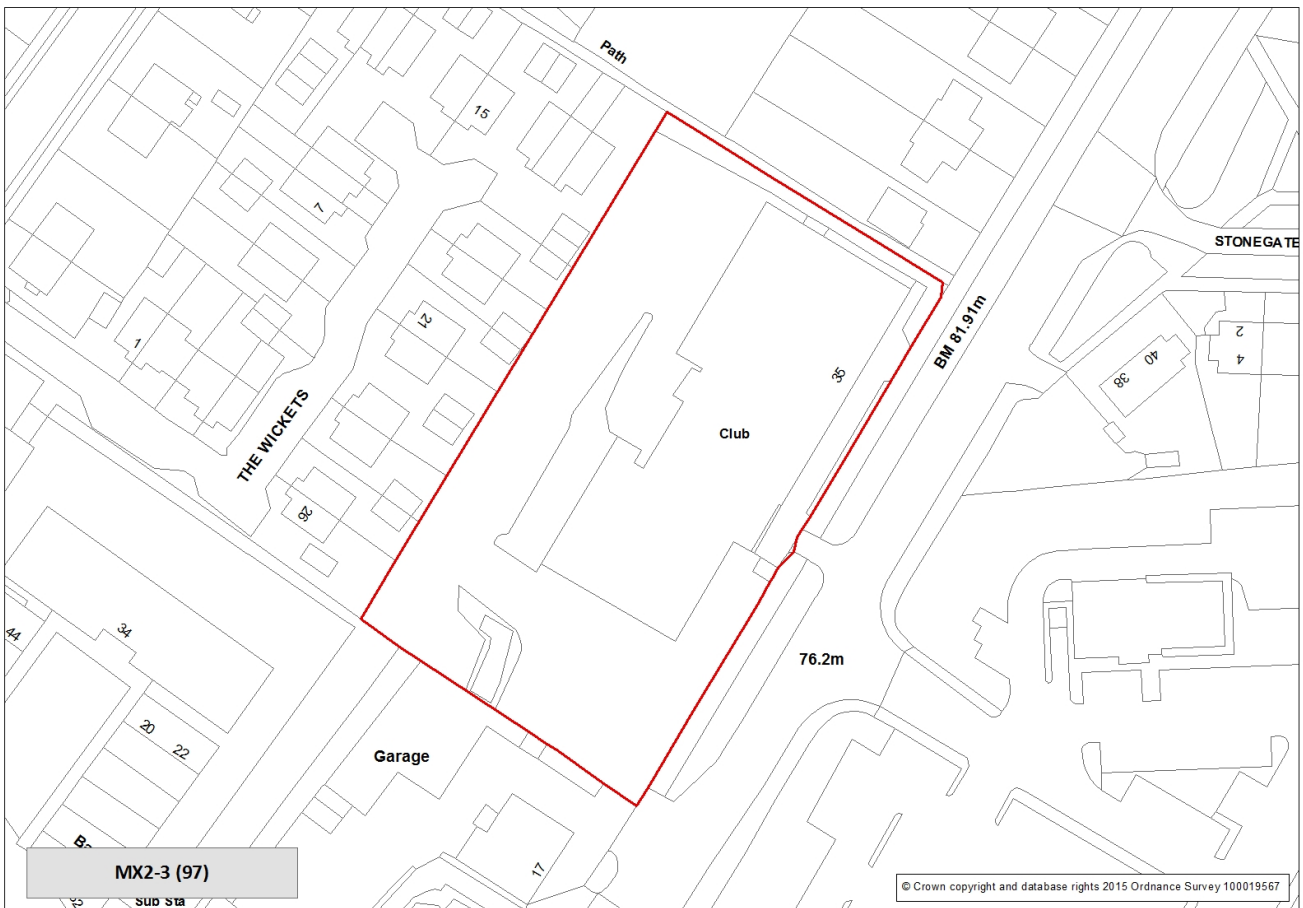 Path
15
7
STONEGATE
21
1
BM 81.91m
2
4
40
38
35
THE WICKETS
Club
26
34
44
76.2m
20
22
Garage
17
MX2-3 (97)
Sub Sta
© Crown copyright and database rights 2015 Ordnance Survey 100019567